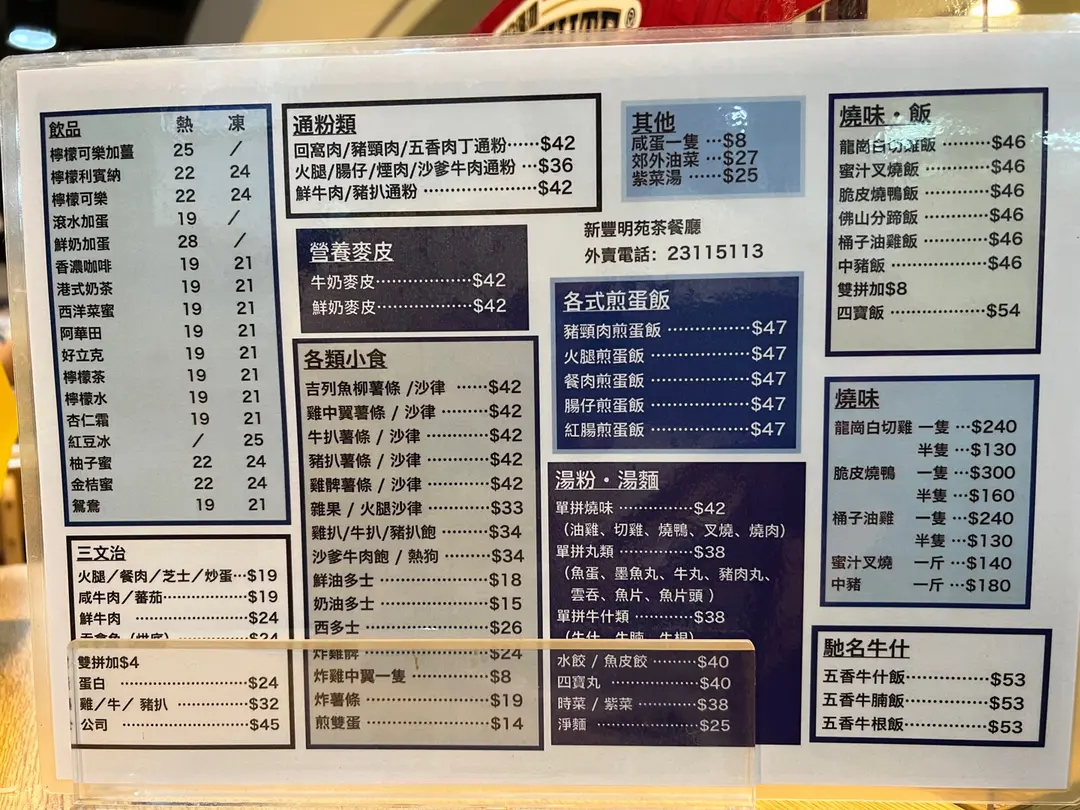 飲品 熱 凍
檸檬可樂加薑 25 /
檸檬利賓納 22 24
檸檬可樂 22 24
滾水加蛋 19 /
鮮奶加蛋 28 /
香濃咖啡 19 21
港式奶茶 19 21
西洋菜蜜 19 21
阿華田 19 21
好立克 19 21
檸檬茶 19 21
檸檬水 19 21
杏仁霜 19 21
紅豆冰 / 25
柚子蜜 22 24
金桔蜜 22 24
鴛鴦 19 21
三文治
火腿/餐肉/芝士/炒蛋…$19
咸牛肉/蕃茄……$19
鮮牛肉……$24
$24
雙拼加$4
蛋白……$24
雞/牛/ 豬扒……$32
公司……$45
通粉類
回窩肉/豬頸肉/五香肉丁通粉……$42
火腿/腸仔/煙肉/沙爹牛肉通粉…$36
鮮牛肉/豬扒通粉……$42
營養麥皮
牛奶麥皮……$42
鮮奶麥皮……$42
各類小食
吉列魚柳薯條 /沙律……$42
雞中翼薯條 / 沙律……$42
牛扒薯條 / 沙律……$42
豬扒薯條 / 沙律……$42
雞髀薯條 / 沙律……$42
雜果 / 火腿沙律……$33
雞扒/牛扒/豬扒飽……$34
沙爹牛肉飽 / 熱狗……$34
鮮油多士……$18
奶油多士……$15
西多士……$26
炸雞髀……$24
炸雞中翼一隻……$8
炸薯條……$19
煎雙蛋……$14
其他
咸蛋一隻…$8
郊外油菜…$27
紫菜湯……$25
新豐明苑茶餐廳
外賣電話: 23115113
各式煎蛋飯
豬頸肉煎蛋飯……$47
火腿煎蛋飯……$47
餐肉煎蛋飯……$47
腸仔煎蛋飯……$47
紅腸煎蛋飯……$47
湯粉・湯麵
單拼燒味……$42
(油雞、切雞、燒鴨、叉燒、燒肉)
單拼丸類……$38
(魚蛋、墨魚丸、牛丸、豬肉丸、
雲吞、魚片、魚片頭 )
單拼牛什類……$38
(牛什、牛腩、牛根)
水餃 / 魚皮餃……$40
四寶丸……$40
時菜 / 紫菜……$38
淨麵……$25
燒味・飯
龍崗白切雞飯……$46
蜜汁叉燒飯……$46
脆皮燒鴨飯……$46
佛山分蹄飯……$46
桶子油雞飯……$46
中豬飯……$46
雙拼加$8
四寶飯……$54
燒味
龍崗白切雞 一隻…$240
半隻…$130
脆皮燒鴨 一隻…$300
半隻…$160
桶子油雞 一隻…$240
半隻…$130
蜜汁叉燒 一斤…$140
中豬 一斤…$180
馳名牛什
五香牛什飯……$53
五香牛腩飯……$53
五香牛根飯……$53